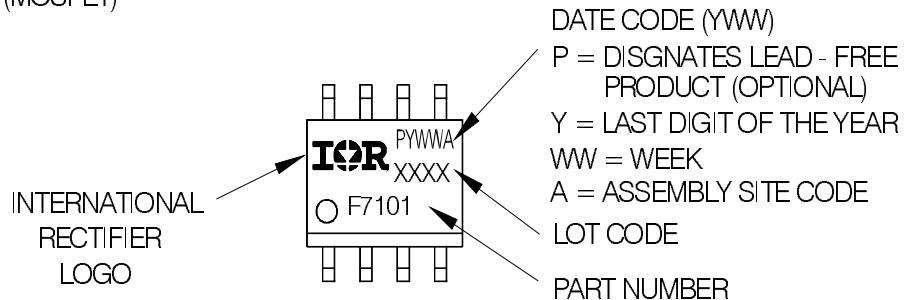 (MOSFET)
DATE CODE (YWW)
P = DISGNATES LEAD - FREE
PRODUCT (OPTIONAL)
Y = LAST DIGIT OF THE YEAR
WW = WEEK
A = ASSEMBLY SITE CODE
LOT CODE
PART NUMBER
INTERNATIONAL
RECTIFIER
LOGO
IOR
PYWWA
XXXX
F7101